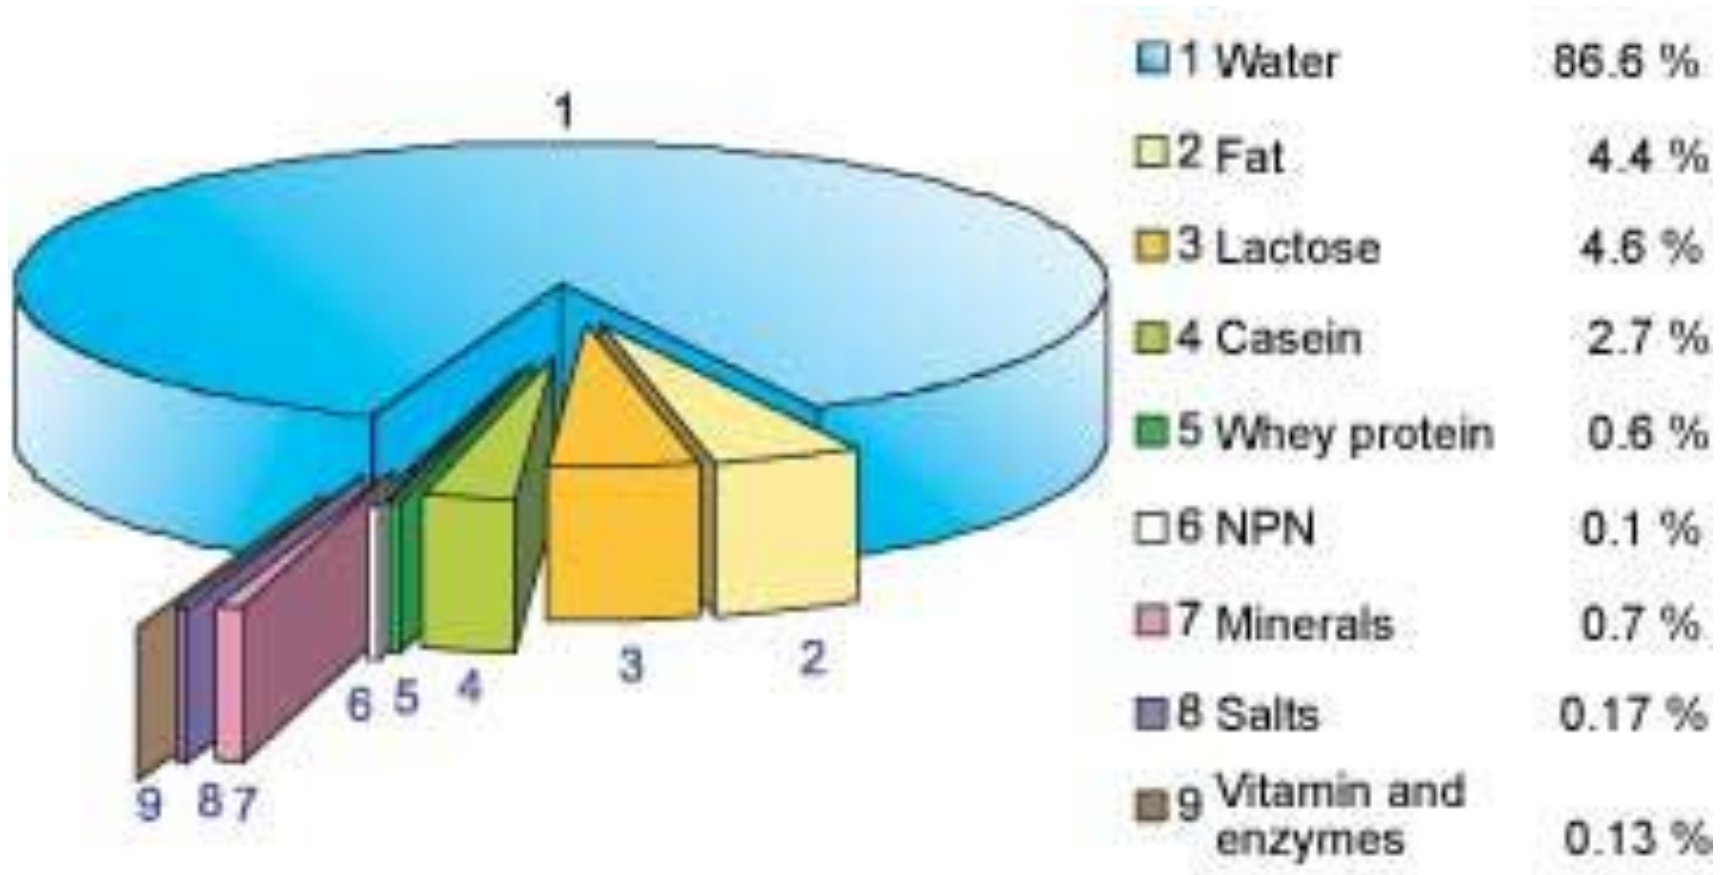 1
1 Water 86.6 %
2 Fat 4.4 %
3 Lactose 4.6 %
4 Casein 2.7 %
5 Whey protein 0.6 %
6 NPN 0.1 %
7 Minerals 0.7 %
8 Salts 0.17 %
9 Vitamin and
enzymes 0.13 %
9 8 7 6 5 4 3 2